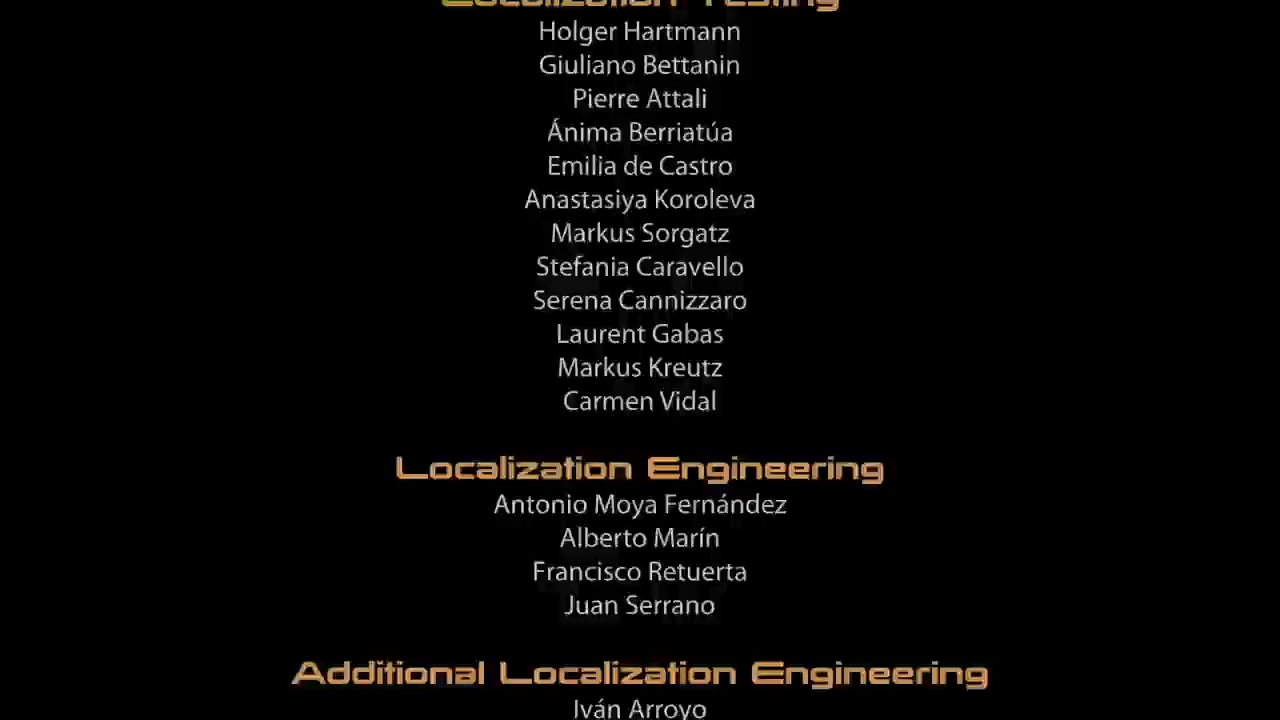 Localization Testing
Holger Hartmann
Giuliano Bettanin
Pierre Attali
Ánima Berriatúa
Emilia de Castro
Anastasiya Koroleva
Markus Sorgatz
Stefania Caravello
Serena Cannizzaro
Laurent Gabas
Markus Kreutz
Carmen Vidal
Localization Engineering
Antonio Moya Fernández
Alberto Marín
Francisco Retuerta
Juan Serrano
Additional Localization Engineering
Iván Arroyo